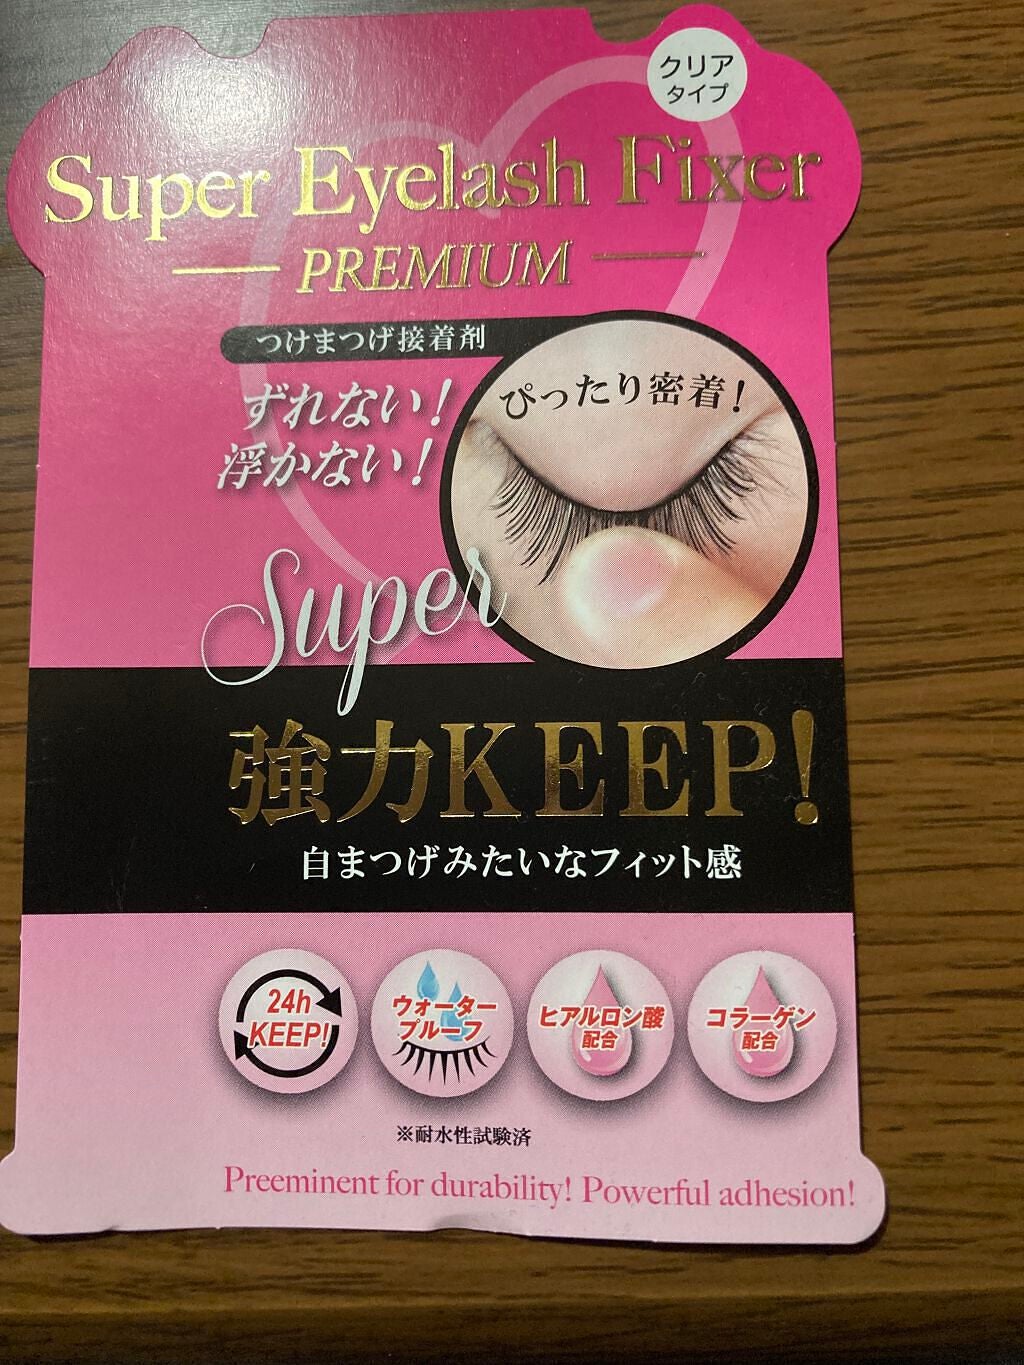 クリア
タイプ
Super Eyelash Fixer
PREMIUM
つけまつげ接着剤
ずれない!
浮かない!
ぴったり密着!
Super
強力KEEP!
自まつげみたいなフィット感
24h
KEEP!
ウォーター
プルーフ
ヒアルロン酸
配合
コラーゲン
配合
※耐水性試験済
Preeminent for durability! Powerful adhesion!